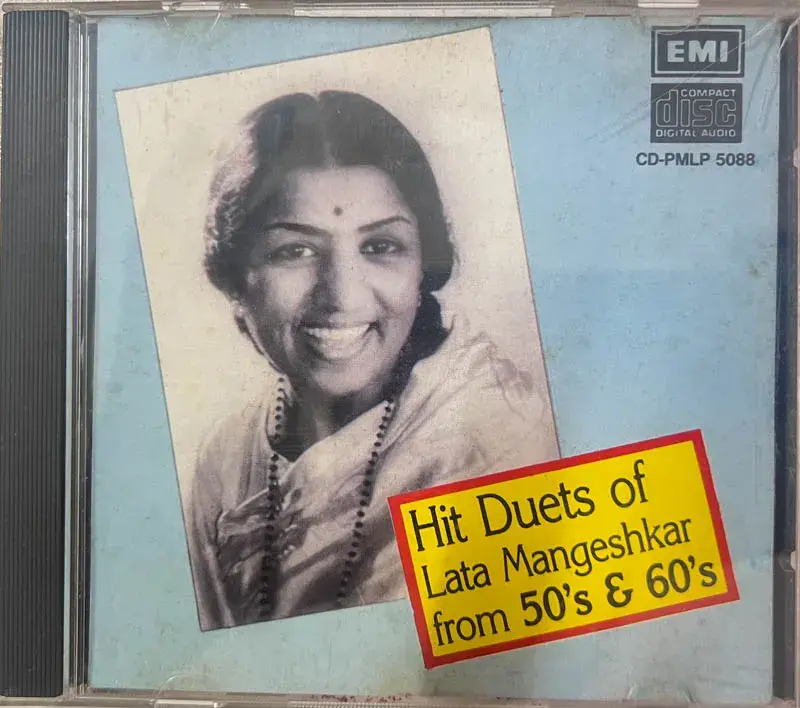 EMI
COMPACT
disc
DIGITAL AUDIO
CD-PMLP 5088
Hit Duets of
Lata Mangeshkar
from 50's & 60's